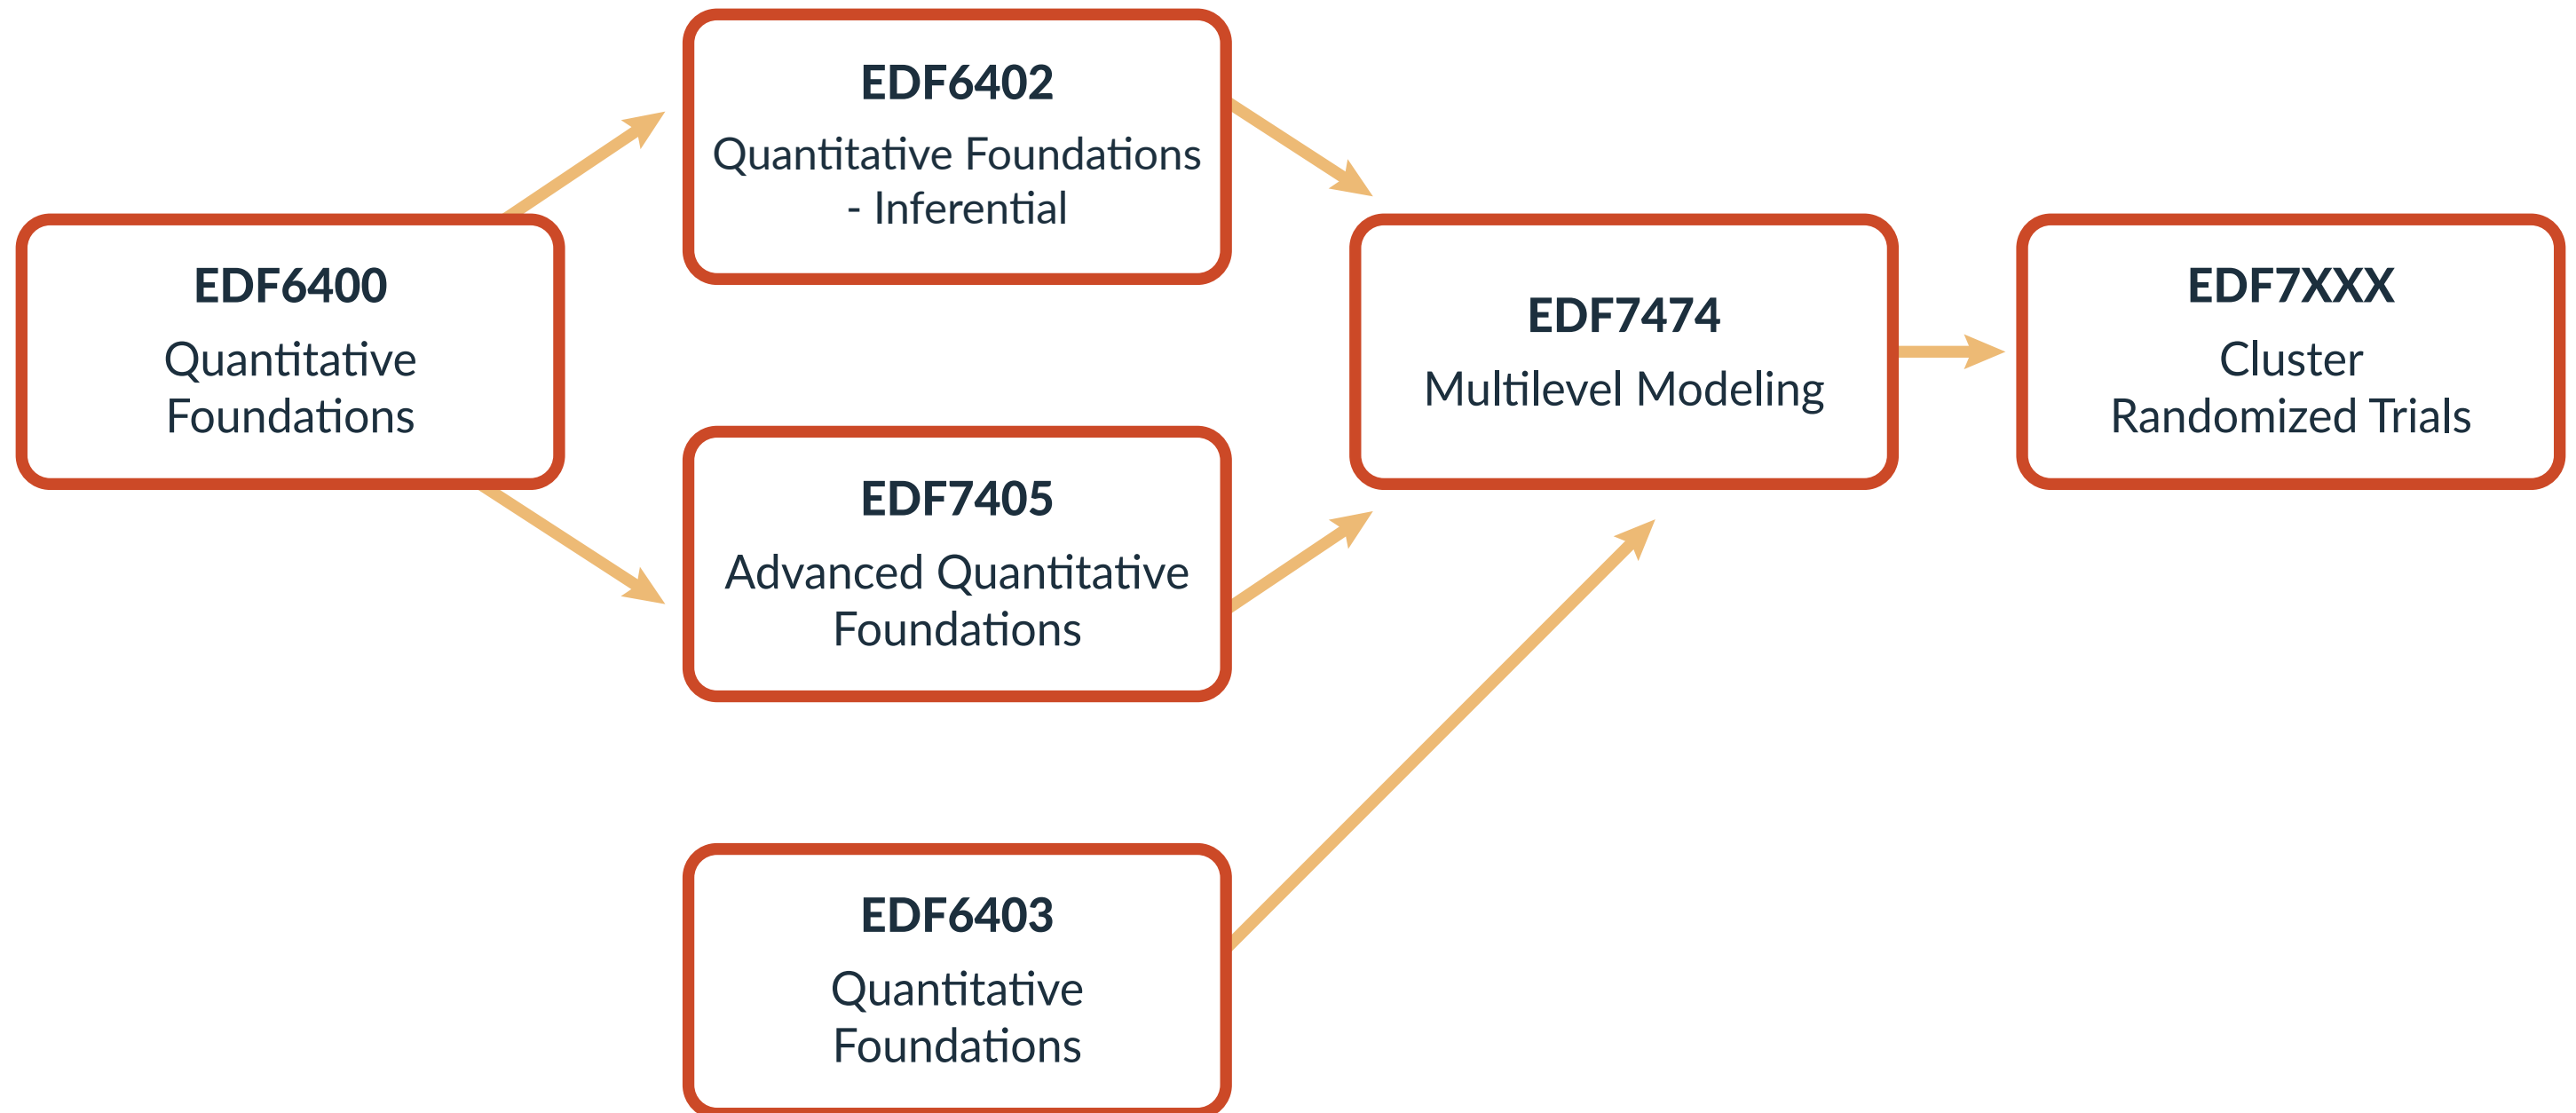 EDF6400
Quantitative
Foundations
EDF6402
Quantitative Foundations
- Inferential
EDF7405
Advanced Quantitative
Foundations
EDF6403
Quantitative
Foundations
EDF7474
Multilevel Modeling
EDF7XXX
Cluster
Randomized Trials